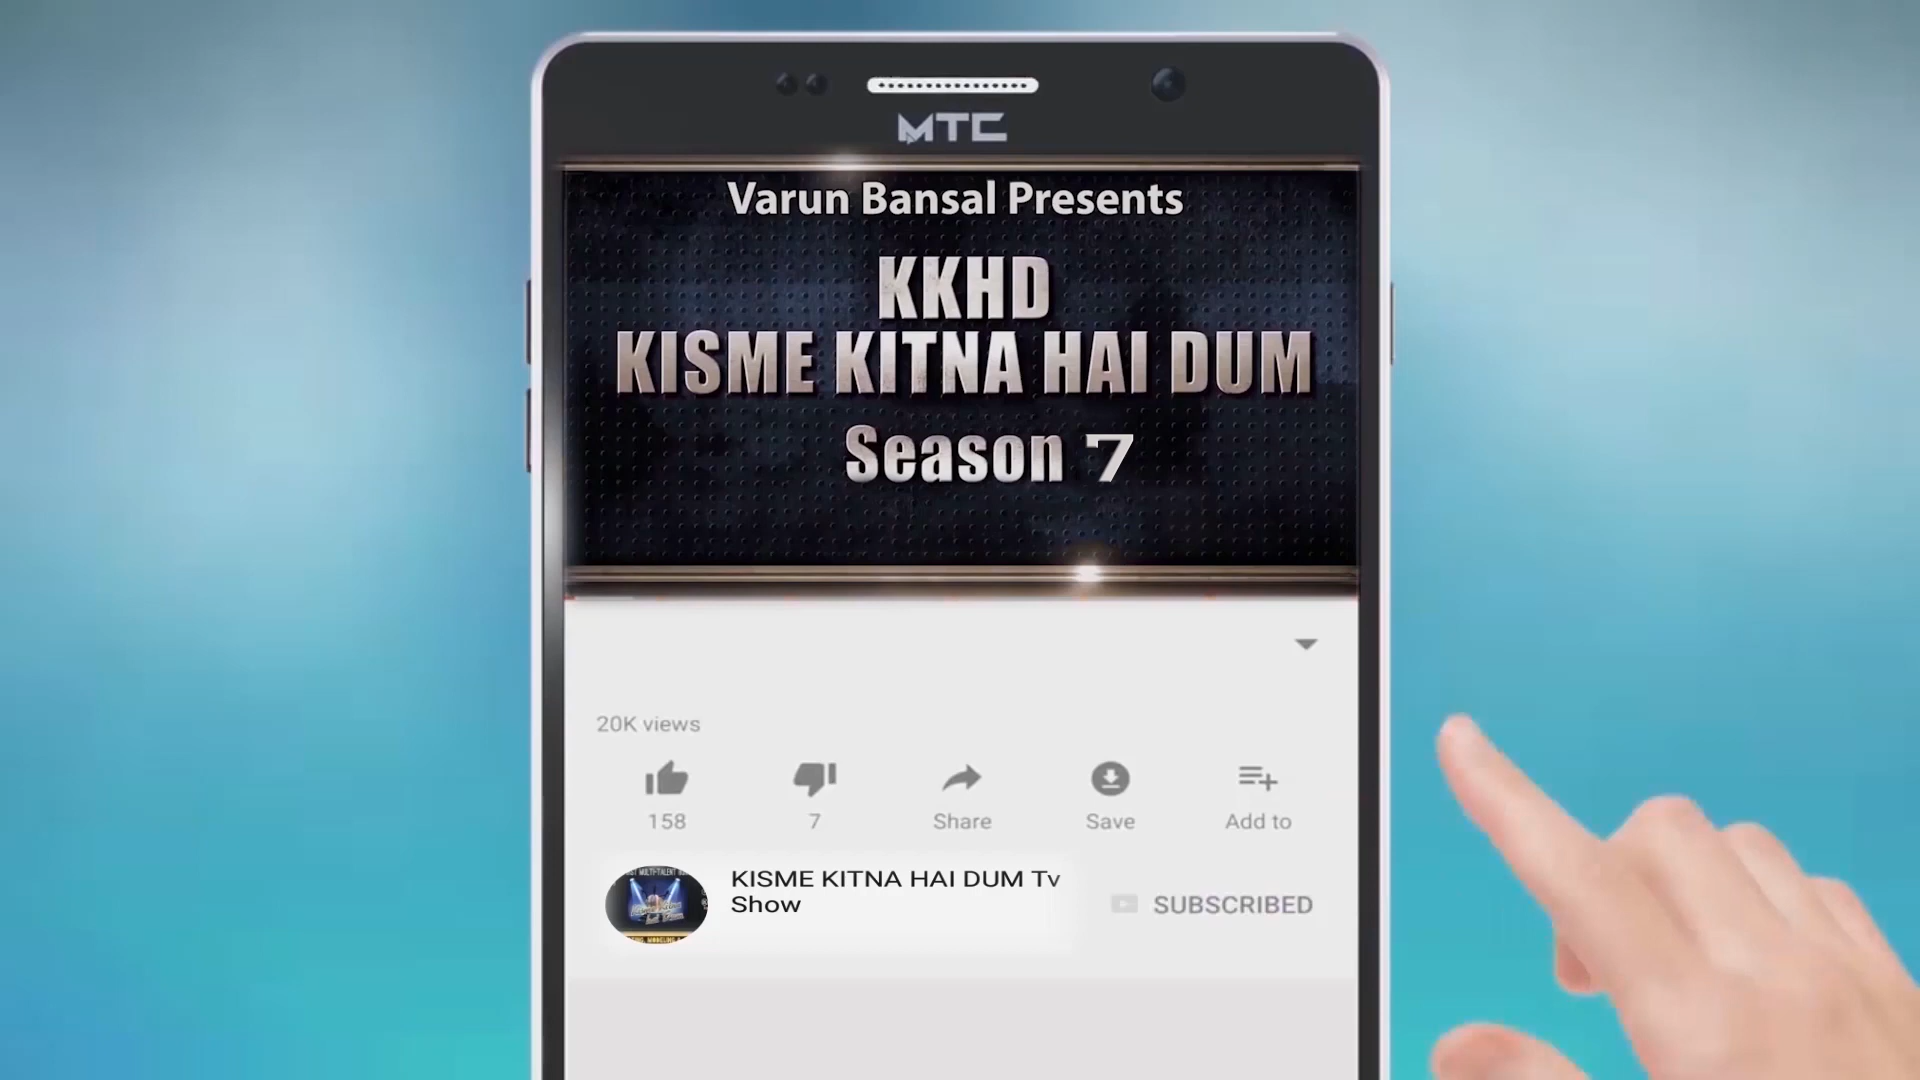 MTC
Varun Bansal Presents
KKHD
KISME KITNA HAI DUM
Season 7
20K views
158
7
Share
Save
Add to
KISME KITNA HAI DUM Tv
Show
SUBSCRIBED